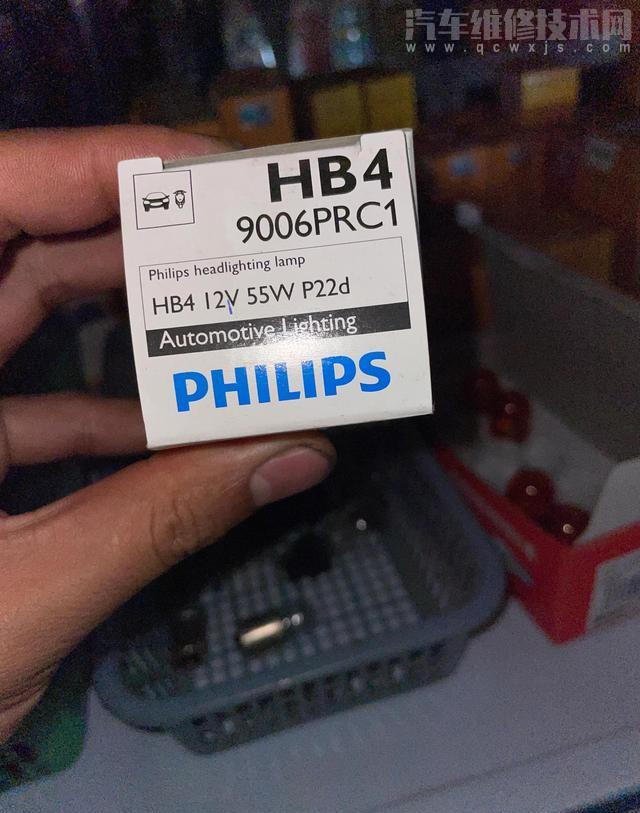 汽车维修技术网
www.qcwxjs.com
HB4
9006PRC1
Philips headlighting lamp
HB4 12V 55W P22d
Automotive Lighting
PHILIPS